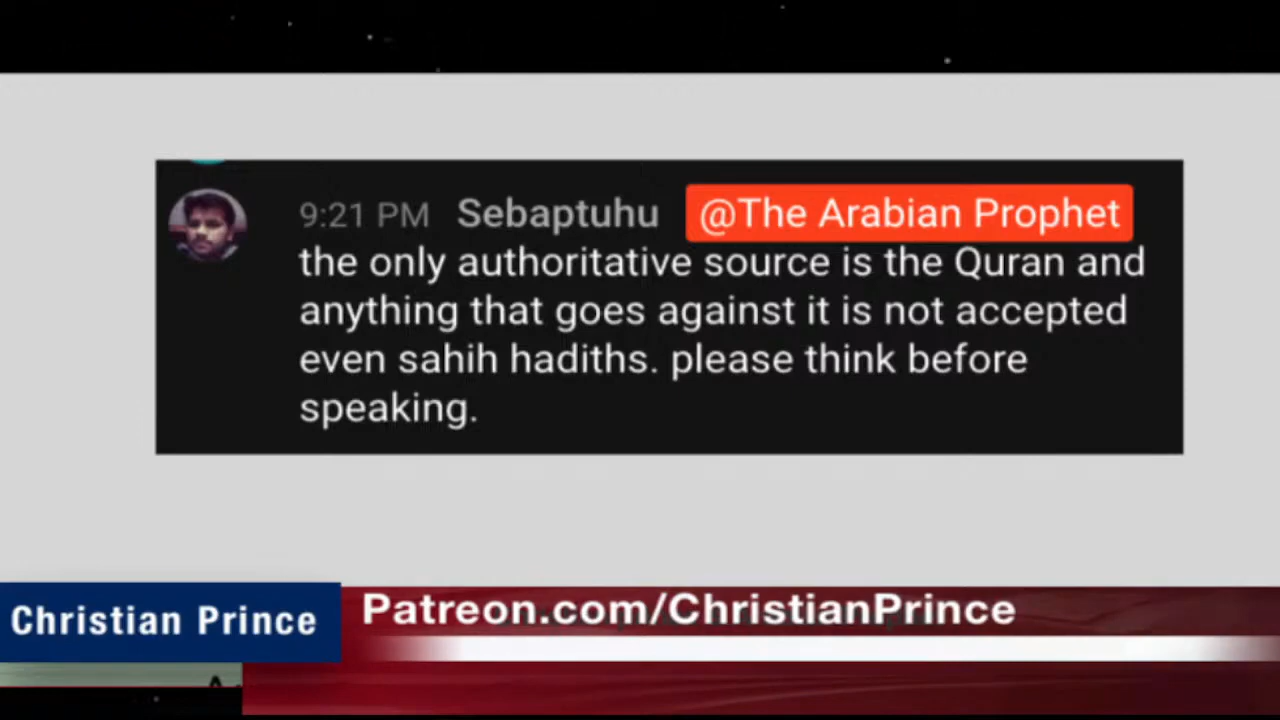 9:21 PM Sebaptuhu @The Arabian Prophet
the only authoritative source is the Quran and
anything that goes against it is not accepted
even sahih hadiths. please think before
speaking.
Christian Prince
Patreon.com/ChristianPrince